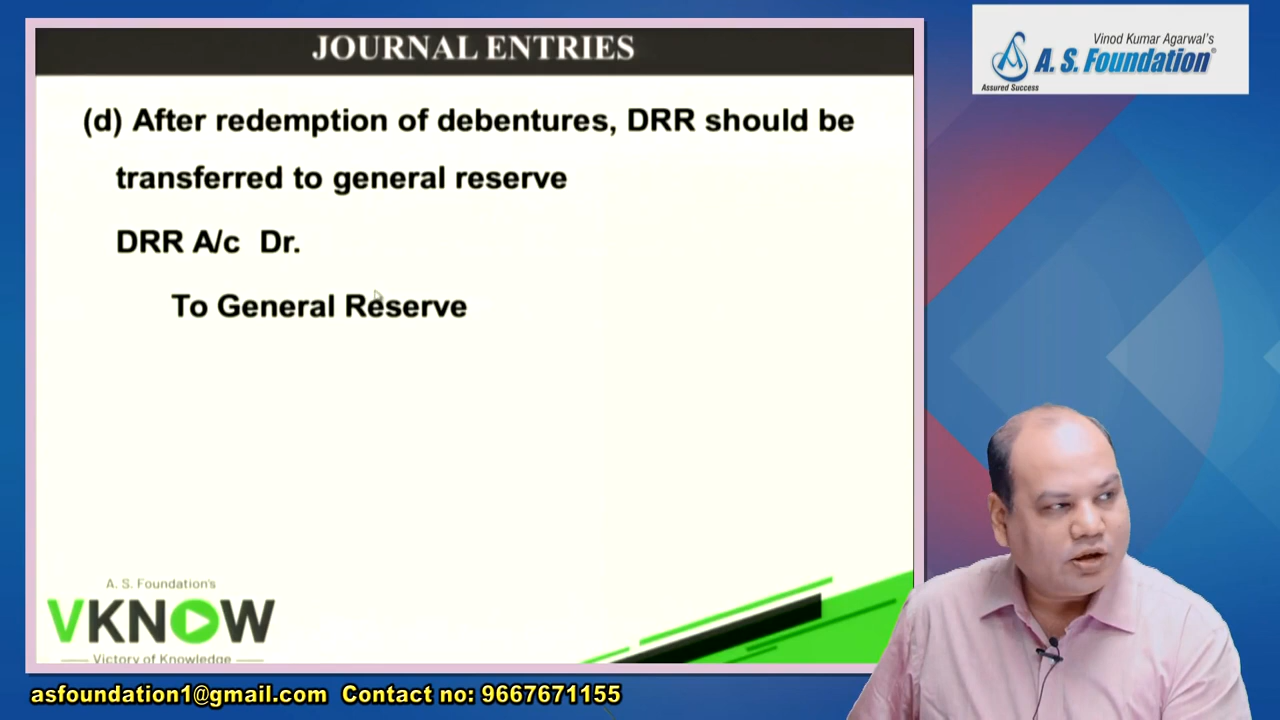 JOURNAL ENTRIES
Vinod Kumar Agarwal's
A. S. Foundation®
Assured Success
(d) After redemption of debentures, DRR should be
transferred to general reserve
DRR A/c Dr.
To General Reserve
A. S. Foundation's
VKNOW
Victory of Knowledge
asfoundation1@gmail.com Contact no: 9667671155